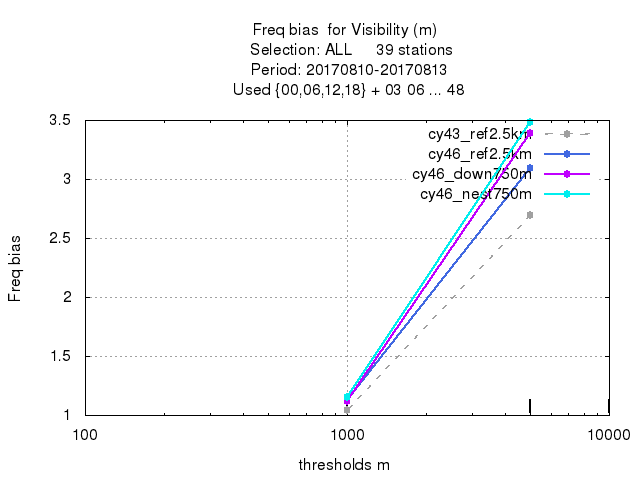 Freq bias for Visibility (m)
Selection: ALL 39 stations
Period: 20170810-20170813
Used {00,06,12,18} + 03 06 ... 48
3.5
3
2.5
2
1.5
1
Freq bias
cy43_ref2.5km
cy46_ref2.5km
cy46_down750m
cy46_nest750m
100
1000
10000
thresholds m